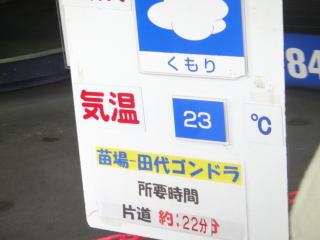 くもり
気温 23 ℃
84
苗場-田代ゴンドラ
所要時間
片道 約:22分